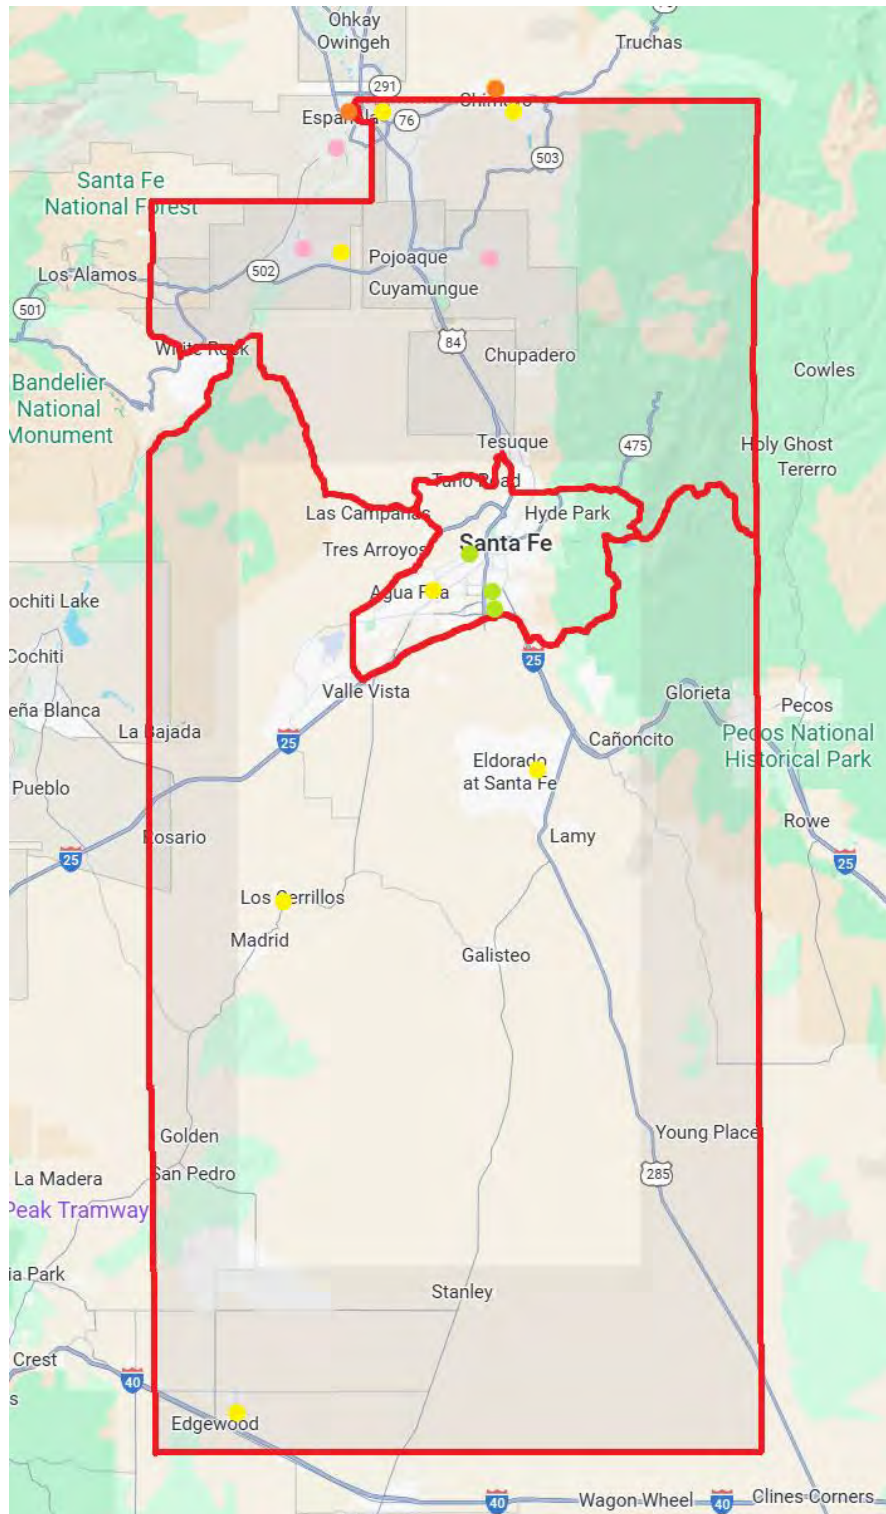 Ohkay
Owingeh
Truchas
291
Chimayo
Española
76
503
Santa Fe
National Forest
Pojoaque
502
Los Alamos
Cuyamungue
501
84
White Rock
Chupadero
Cowles
Bandelier
National
Monument
Tesuque
475
Holy Ghost
Tererro
Tano Road
Las Campanas
Hyde Park
Tres Arroyos
Santa Fe
Agua Fria
ochiti Lake
Cochiti
25
Valle Vista
Glorieta
Pecos
eña Blanca
La Bajada
25
Cañoncito
Pecos National
Historical Park
Eldorado
at Santa Fe
Pueblo
Rowe
Rosario
Lamy
25
25
Los Cerrillos
Madrid
Galisteo
Golden
Young Place
San Pedro
La Madera
285
Peak Tramway
ia Park
Stanley
Crest
40
s
Edgewood
40
Wagon Wheel
40
Clines Corners